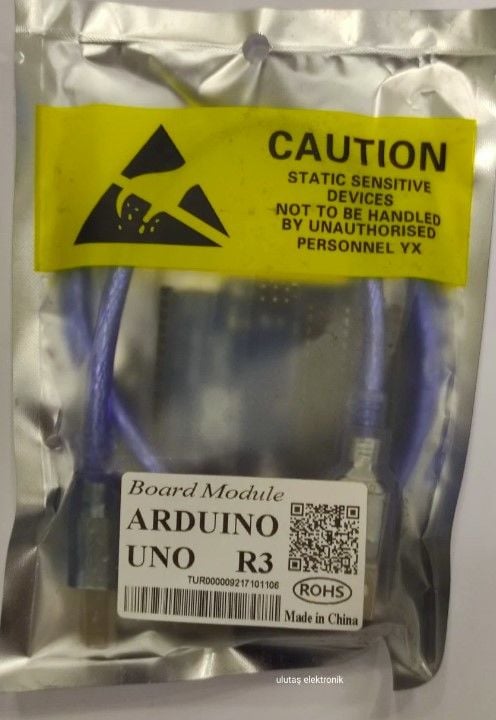 CAUTION
STATIC SENSITIVE
DEVICES
NOT TO BE HANDLED
BY UNAUTHORISED
PERSONNEL YX
Board Module
ARDUINO
UNO R3
TUR000009217101106
ROHS
Made in China
ulutaş elektronik